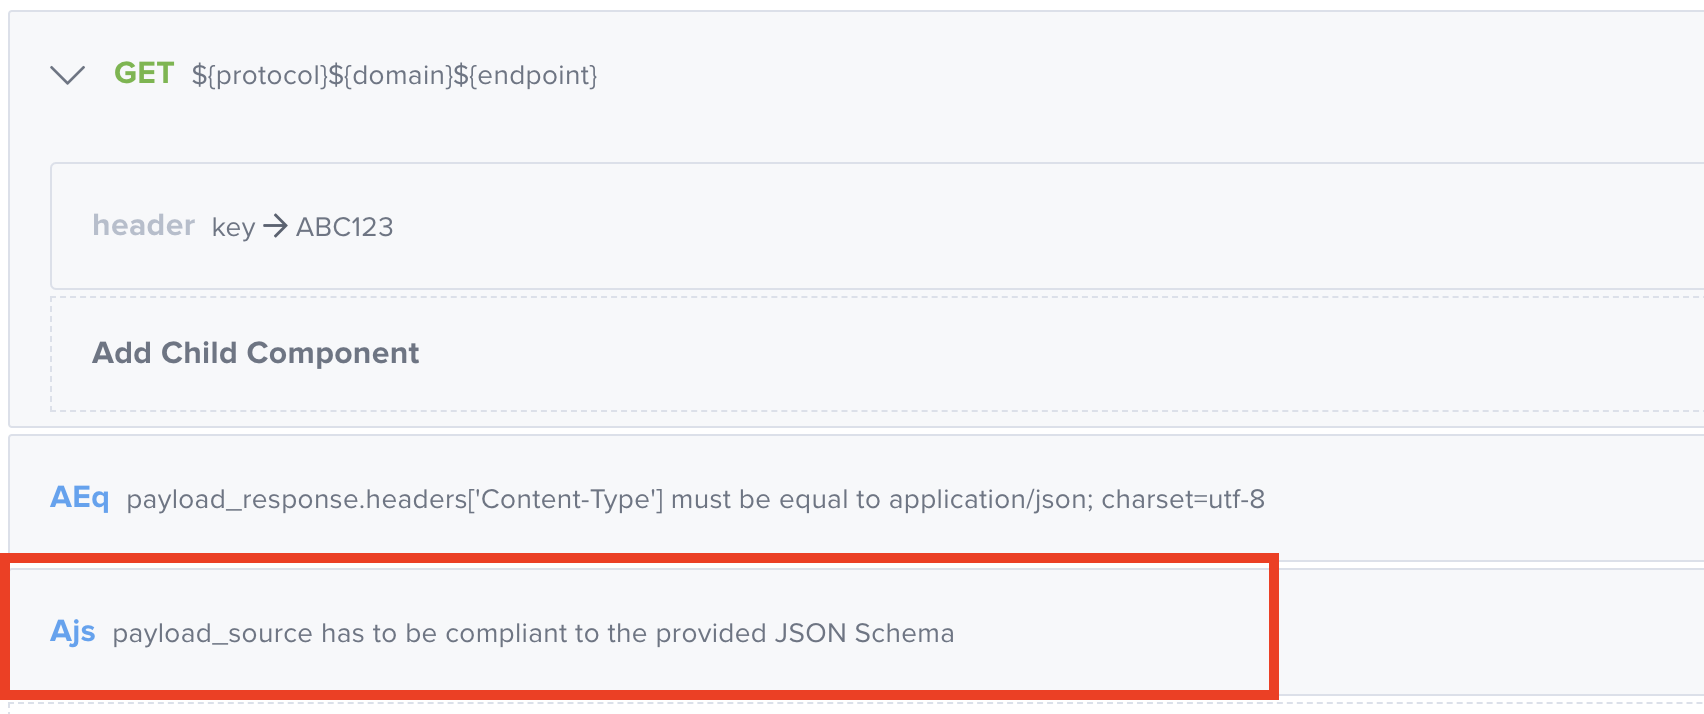 GET ${protocol}${domain}${endpoint}
header key → ABC123
Add Child Component
AEq payload_response.headers['Content-Type'] must be equal to application/json; charset=utf-8
Ajs payload_source has to be compliant to the provided JSON Schema